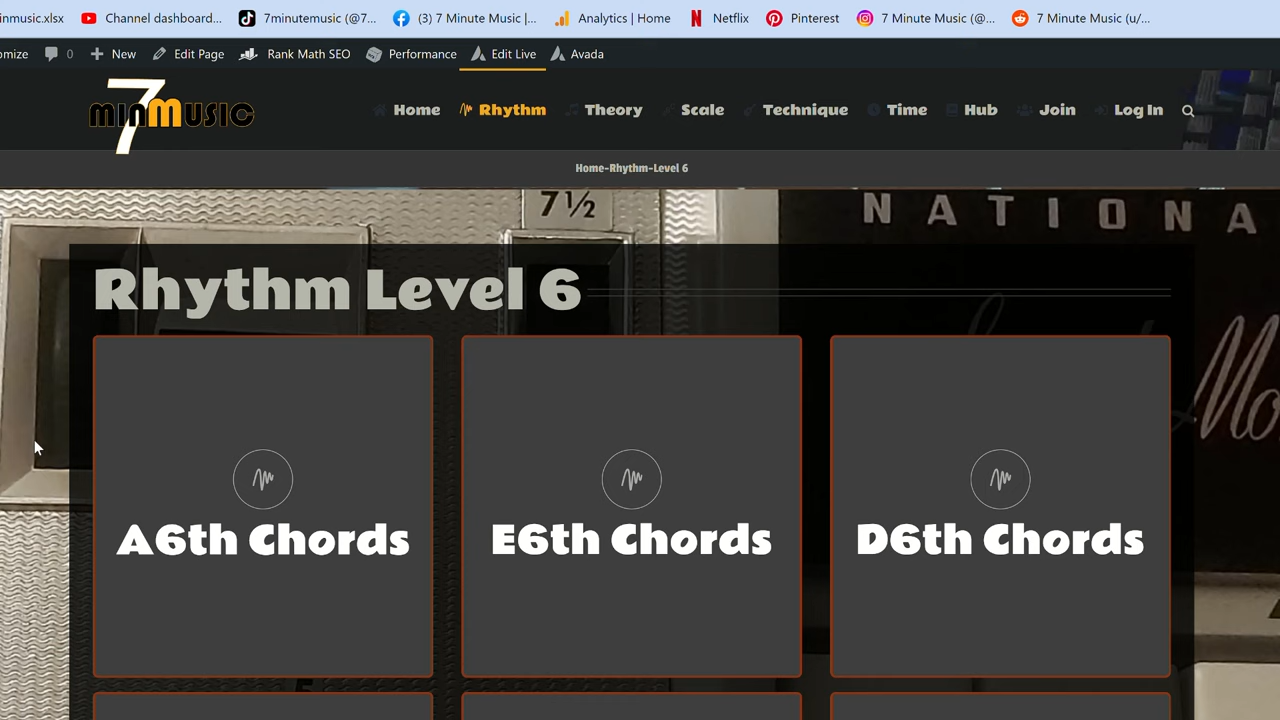 inmusic.xlsx Channel dashboard... 7minutemusic (@7... (3) 7 Minute Music |... Analytics | Home Netflix Pinterest 7 Minute Music (@... 7 Minute Music (u/...
omize 0 New Edit Page Rank Math SEO Performance Edit Live Avada
7
minMusic
Home Rhythm Theory Scale Technique Time Hub Join Log In
Home-Rhythm-Level 6
7½
NATIONA
Rhythm Level 6
A6th Chords
E6th Chords
D6th Chords